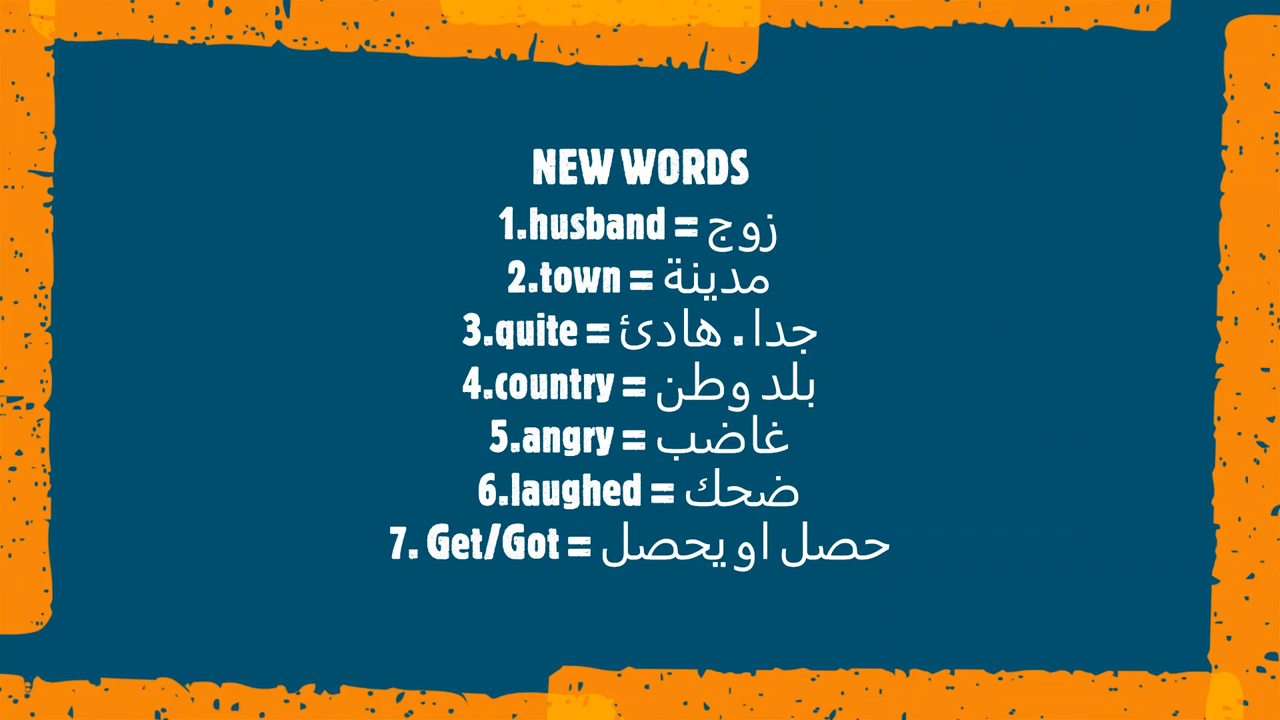 NEW WORDS
1.husband = زوج
2.town = مدينة
3.quite = جدا . هادئ
4.country = بلد وطن
5.angry = غاضب
6.laughed = ضحك
7. Get/Got = حصل او يحصل